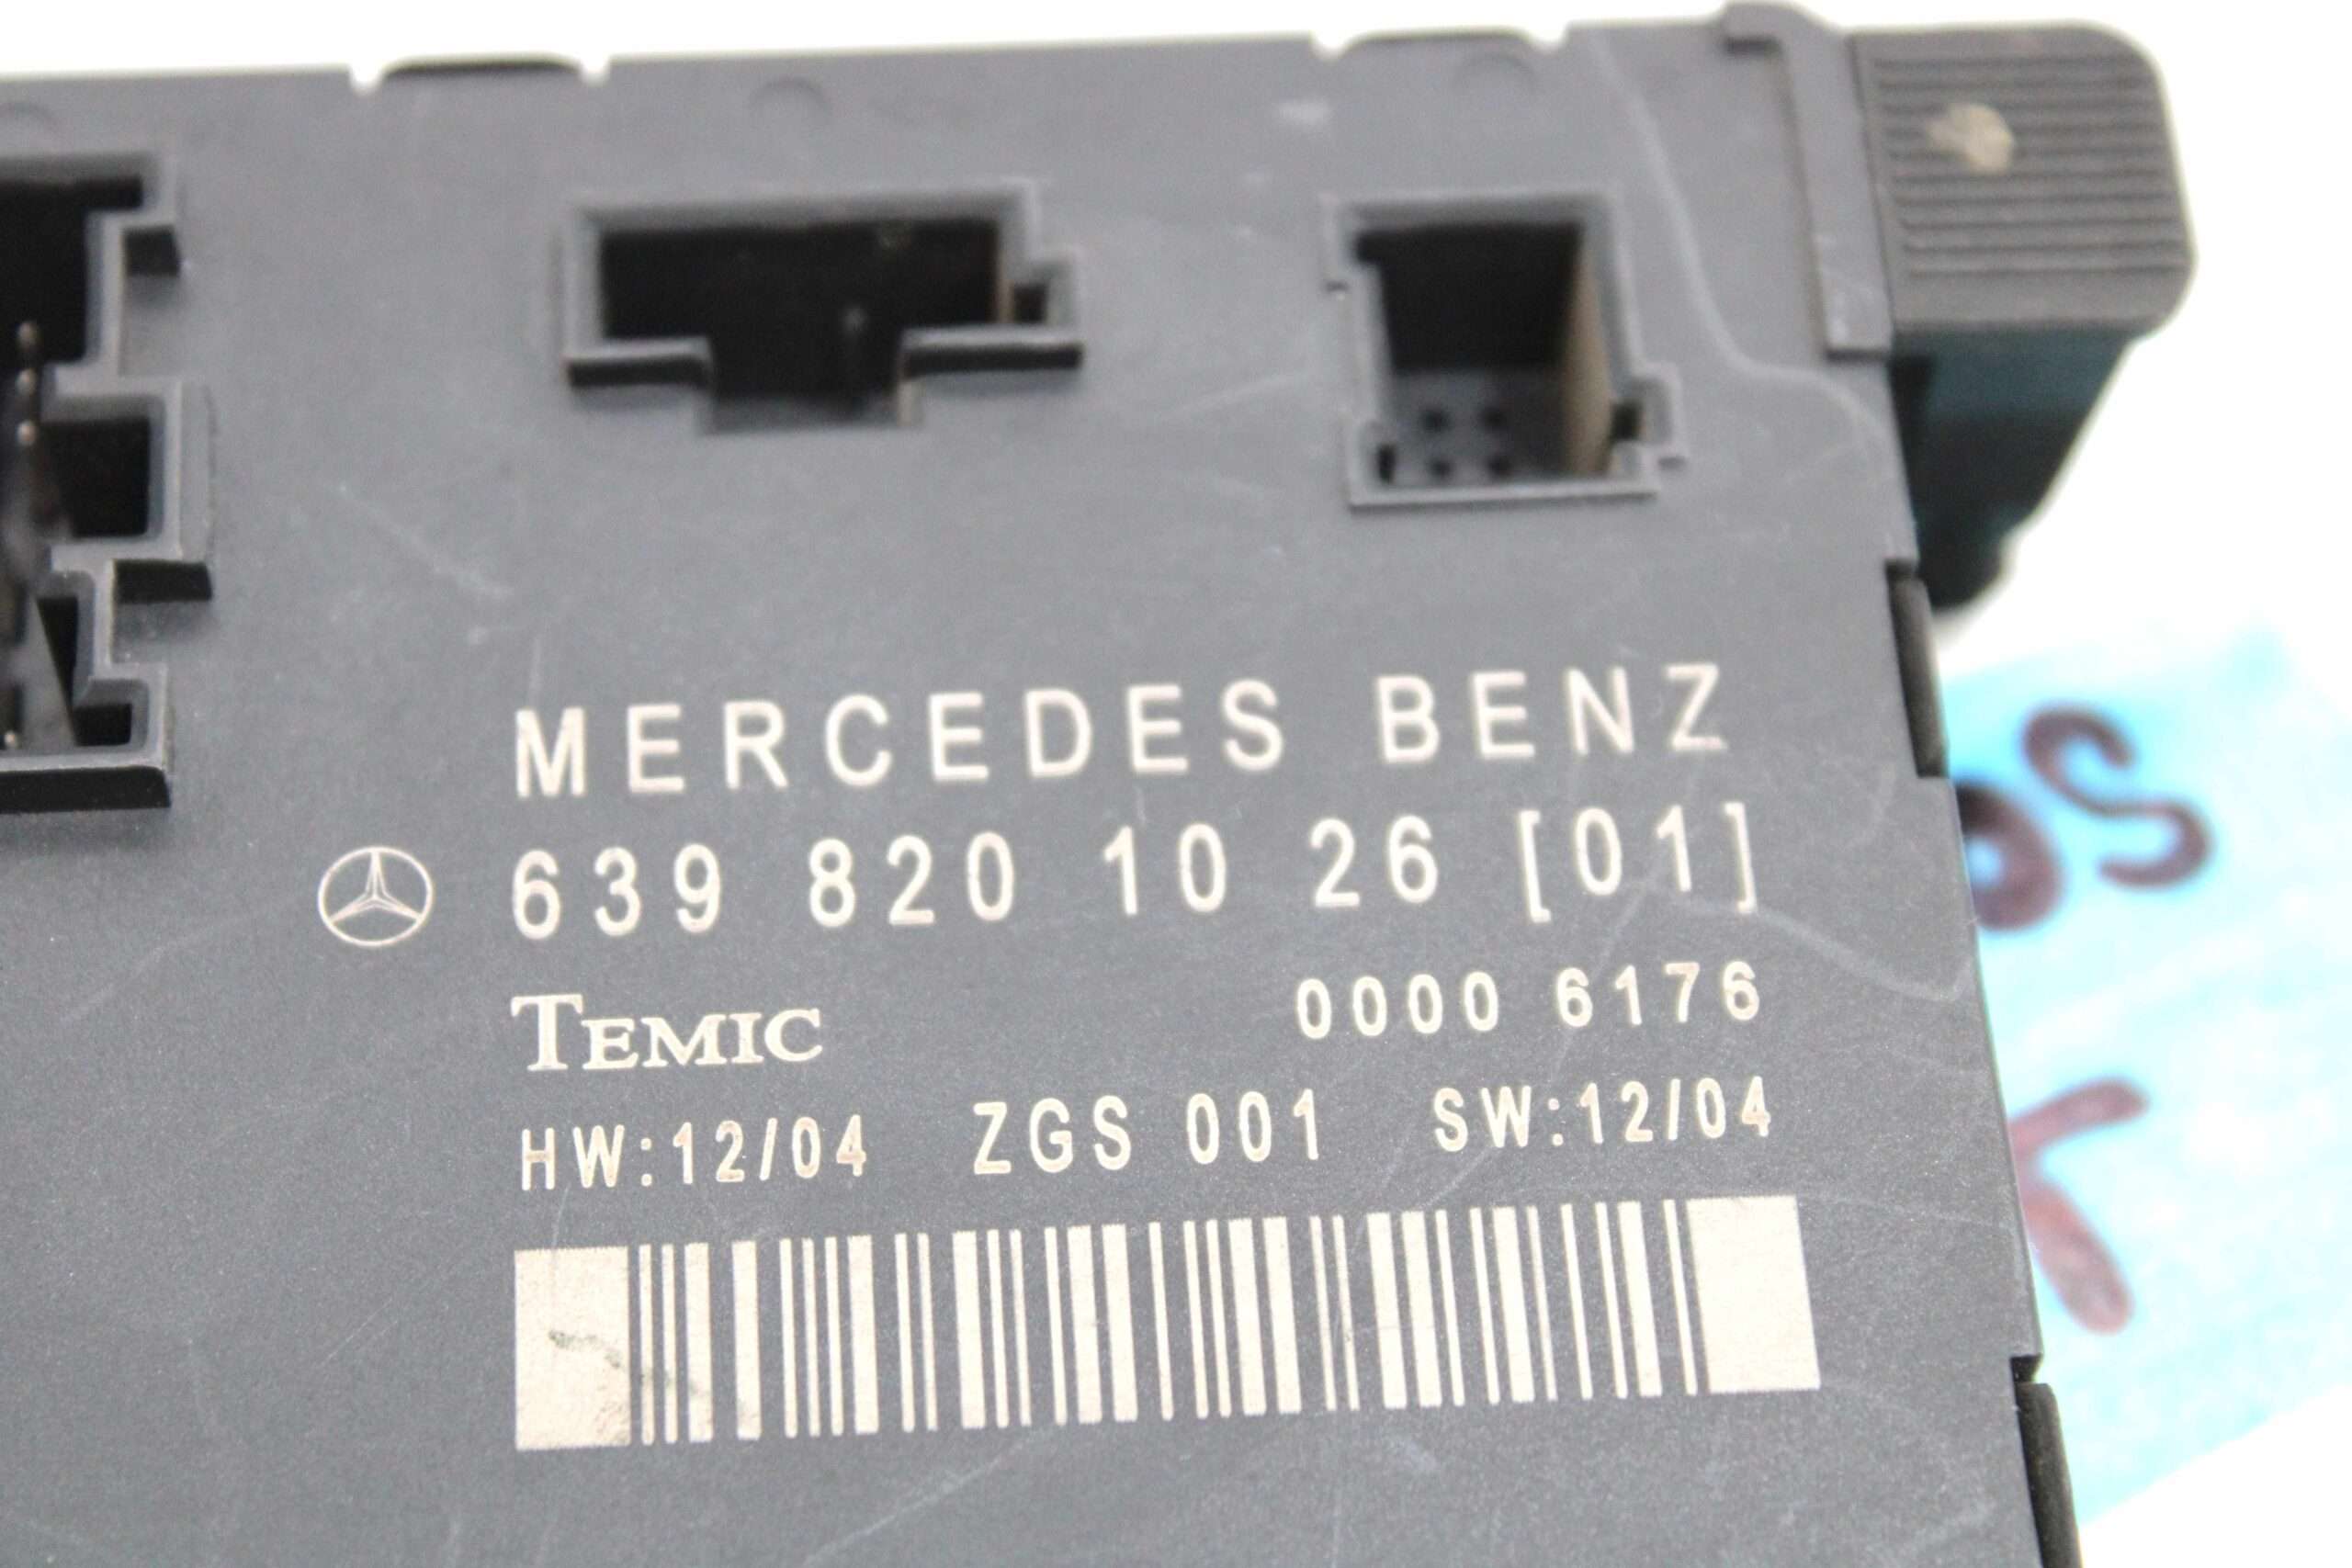 MERCEDES BENZ
639 820 10 26 [01]
TEMIC 0000 6176
HW:12/04 ZGS 001 SW:12/04